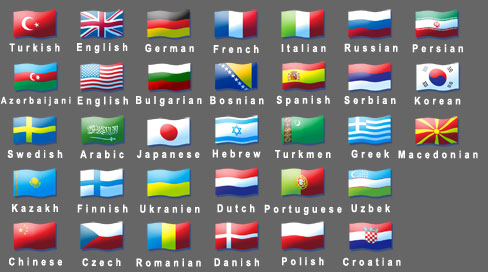 Turkish English German French Italian Russian Persian
Azerbaijani English Bulgarian Bosnian Spanish Serbian Korean
Swedish Arabic Japanese Hebrew Turkmen Greek Macedonian
Kazakh Finnish Ukranien Dutch Portuguese Uzbek
Chinese Czech Romanian Danish Polish Croatian